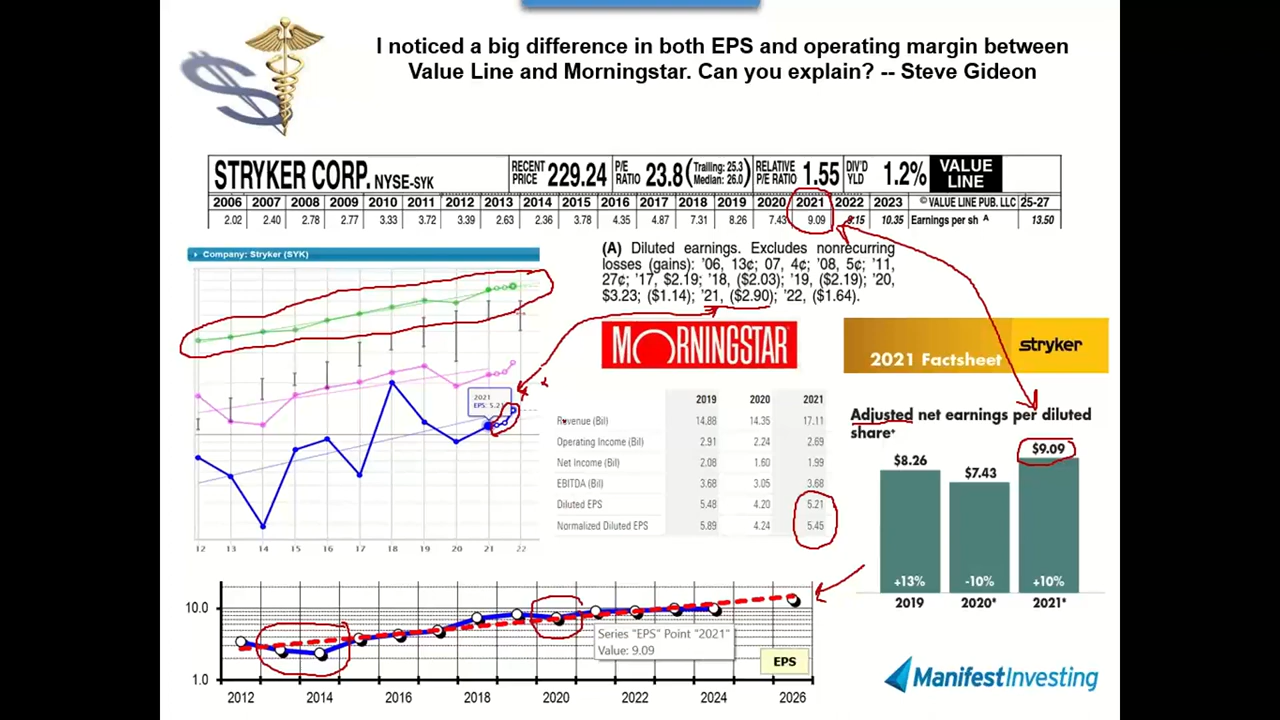 I noticed a big difference in both EPS and operating margin between
Value Line and Morningstar. Can you explain? -- Steve Gideon
STRYKER CORP. NYSE-SYK RECENT PRICE 229.24 P/E RATIO 23.8 (Trailing: 25.3 Median: 26.0) RELATIVE P/E RATIO 1.55 DIV'D YLD 1.2% VALUE LINE
2006 2007 2008 2009 2010 2011 2012 2013 2014 2015 2016 2017 2018 2019 2020 2021 2022 2023 © VALUE LINE PUB. LLC 25-27
2.02 2.40 2.78 2.77 3.33 3.72 3.39 2.63 2.36 3.78 4.35 4.87 7.31 8.26 7.43 9.09 9.15 10.35 Earnings per sh A 13.50
(A) Diluted earnings. Excludes nonrecurring
losses (gains): '06, 13¢; 07, 4¢; '08, 5¢; '11,
27¢; '17, $2.19; '18, ($2.03); '19, ($2.19); '20,
$3.23; ($1.14); '21, ($2.90); '22, ($1.64).
Company: Stryker (SYK)
2021
EPS: 5.21
12 13 14 15 16 17 18 19 20 21 22
MORNINGSTAR
2019 2020 2021
Revenue (Bil) 14.88 14.35 17.11
Operating Income (Bil) 2.91 2.24 2.69
Net Income (Bil) 2.08 1.60 1.99
EBITDA (Bil) 3.68 3.05 3.68
Diluted EPS 5.48 4.20 5.21
Normalized Diluted EPS 5.89 4.24 5.45
2021 Factsheet stryker
Adjusted net earnings per diluted
share+
$8.26 $7.43 $9.09
+13% -10% +10%
2019 2020* 2021*
10.0
1.0
Series "EPS" Point "2021"
Value: 9.09
EPS
2012 2014 2016 2018 2020 2022 2024 2026
ManifestInvesting